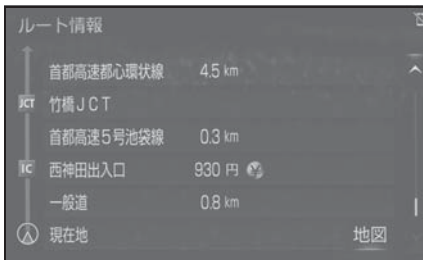 ルート情報
首都高速都心環状線 4.5 km
JCT 竹橋JCT
首都高速5号池袋線 0.3 km
IC 西神田出入口 930 円
一般道 0.8 km
現在地 地図